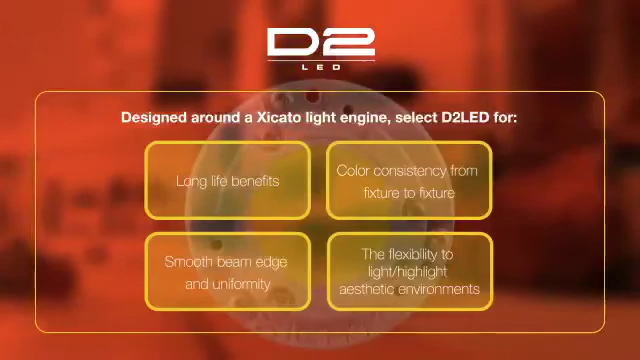 D2
LED
Designed around a Xicato light engine, select D2LED for:
Long life benefits
Color consistency from
fixture to fixture
Smooth beam edge
and uniformity
The flexibility to
light/highlight
aesthetic environments